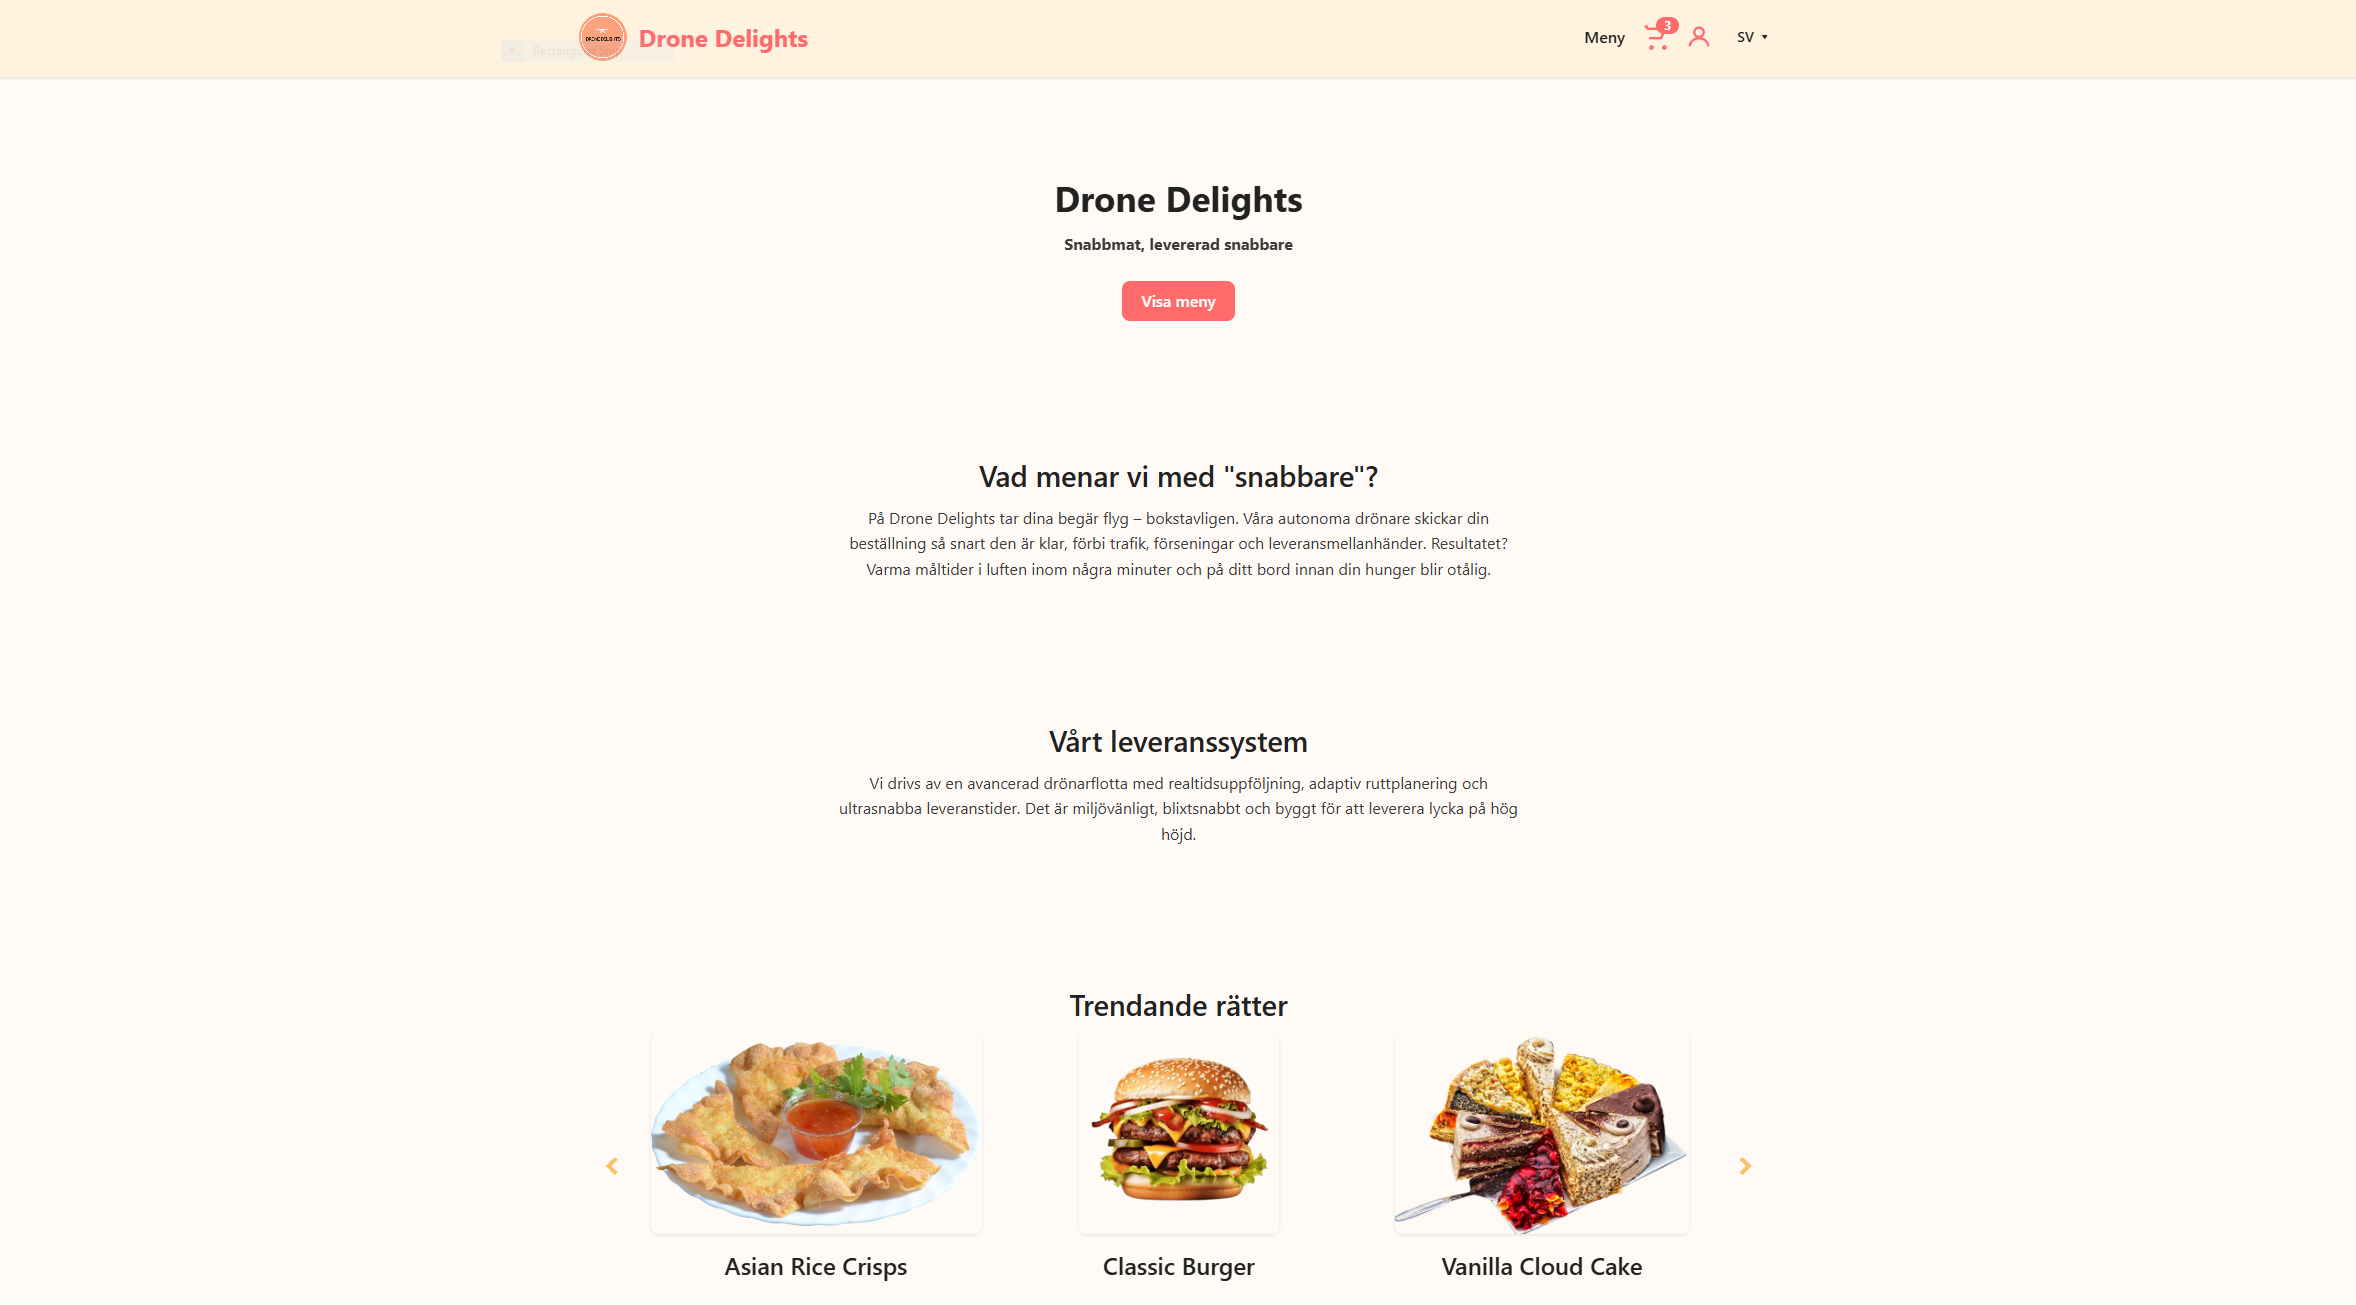 DRONE DELIGHTS
Drone Delights
Meny
3
SV
Drone Delights
Snabbmat, levererad snabbare
Visa meny
Vad menar vi med "snabbare"?
På Drone Delights tar dina begär flyg – bokstavligen. Våra autonoma drönare skickar din
beställning så snart den är klar, förbi trafik, förseningar och leveransmellanhänder. Resultatet?
Varma måltider i luften inom några minuter och på ditt bord innan din hunger blir otålig.
Vårt leveranssystem
Vi drivs av en avancerad drönarflotta med realtidsuppföljning, adaptiv ruttplanering och
ultrasnabba leveranstider. Det är miljövänligt, blixtsnabbt och byggt för att leverera lycka på hög
höjd.
Trendande rätter
Asian Rice Crisps
Classic Burger
Vanilla Cloud Cake